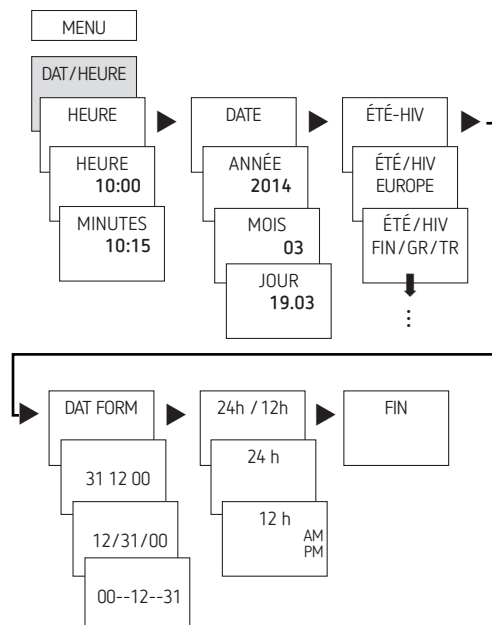 MENU
DAT/HEURE
HEURE
HEURE
10:00
MINUTES
10:15
DATE
ANNÉE
2014
MOIS
03
JOUR
19.03
ÉTÉ-HIV
ÉTÉ/HIV
EUROPE
ÉTÉ/HIV
FIN/GR/TR
DAT FORM
31 12 00
12/31/00
00--12--31
24h / 12h
24 h
12 h
AM
PM
FIN